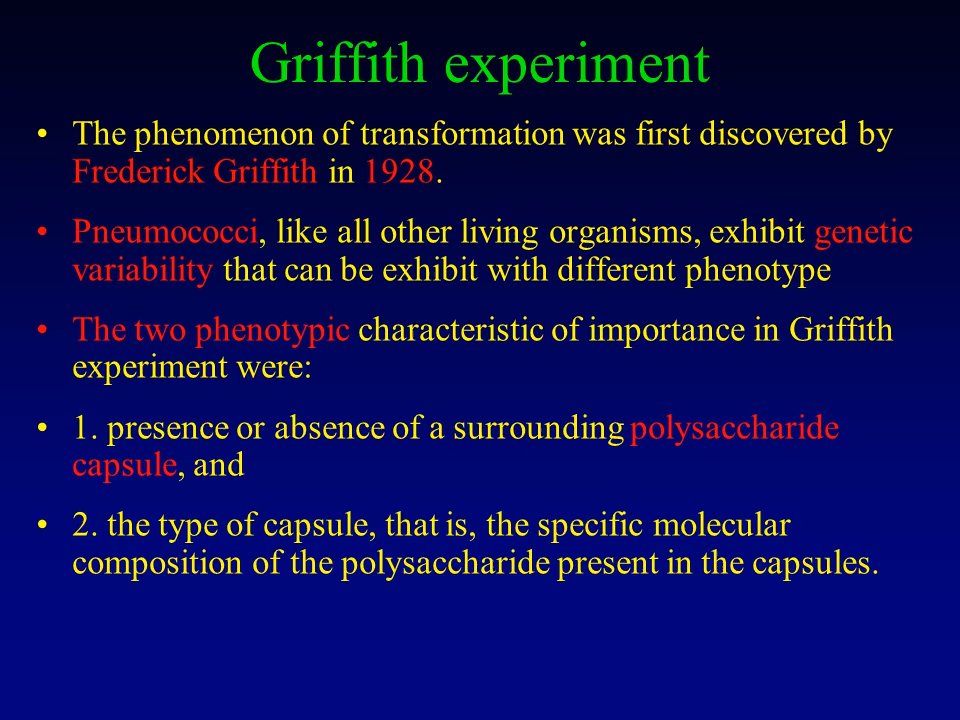 Griffith experiment
• The phenomenon of transformation was first discovered by
Frederick Griffith in 1928.
• Pneumococci, like all other living organisms, exhibit genetic
variability that can be exhibit with different phenotype
• The two phenotypic characteristic of importance in Griffith
experiment were:
• 1. presence or absence of a surrounding polysaccharide
capsule, and
• 2. the type of capsule, that is, the specific molecular
composition of the polysaccharide present in the capsules.